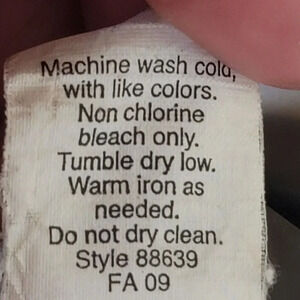 Machine wash cold,
with like colors.
Non chlorine
bleach only.
Tumble dry low.
Warm iron as
needed.
Do not dry clean.
Style 88639
FA 09